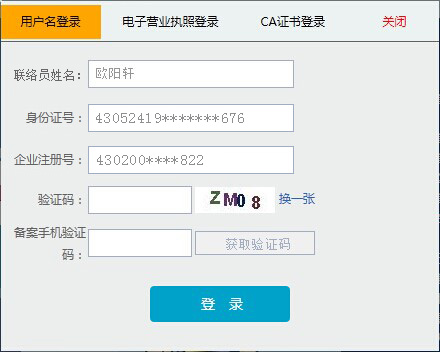 用户名登录 电子营业执照登录 CA证书登录 关闭
联络员姓名： 欧阳轩
身份证号： 43052419*******676
企业注册号： 430200****822
验证码： ZM08 换一张
备案手机验证
码： 获取验证码
登 录